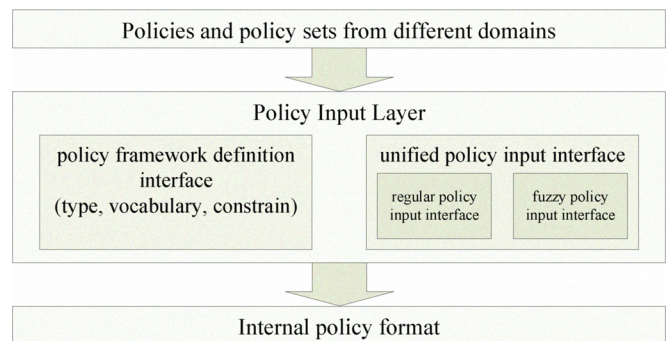 Policies and policy sets from different domains
Policy Input Layer
policy framework definition
interface
(type, vocabulary, constrain)
unified policy input interface
regular policy
input interface
fuzzy policy
input interface
Internal policy format